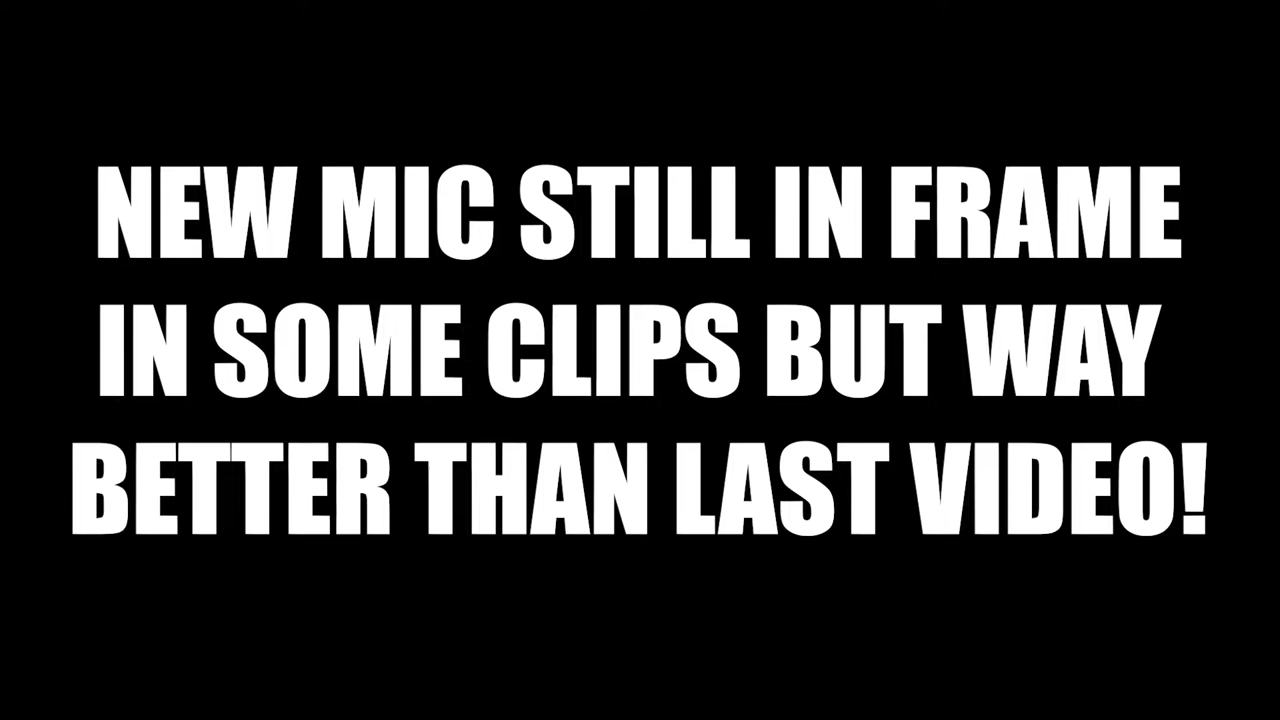 NEW MIC STILL IN FRAME
IN SOME CLIPS BUT WAY
BETTER THAN LAST VIDEO!